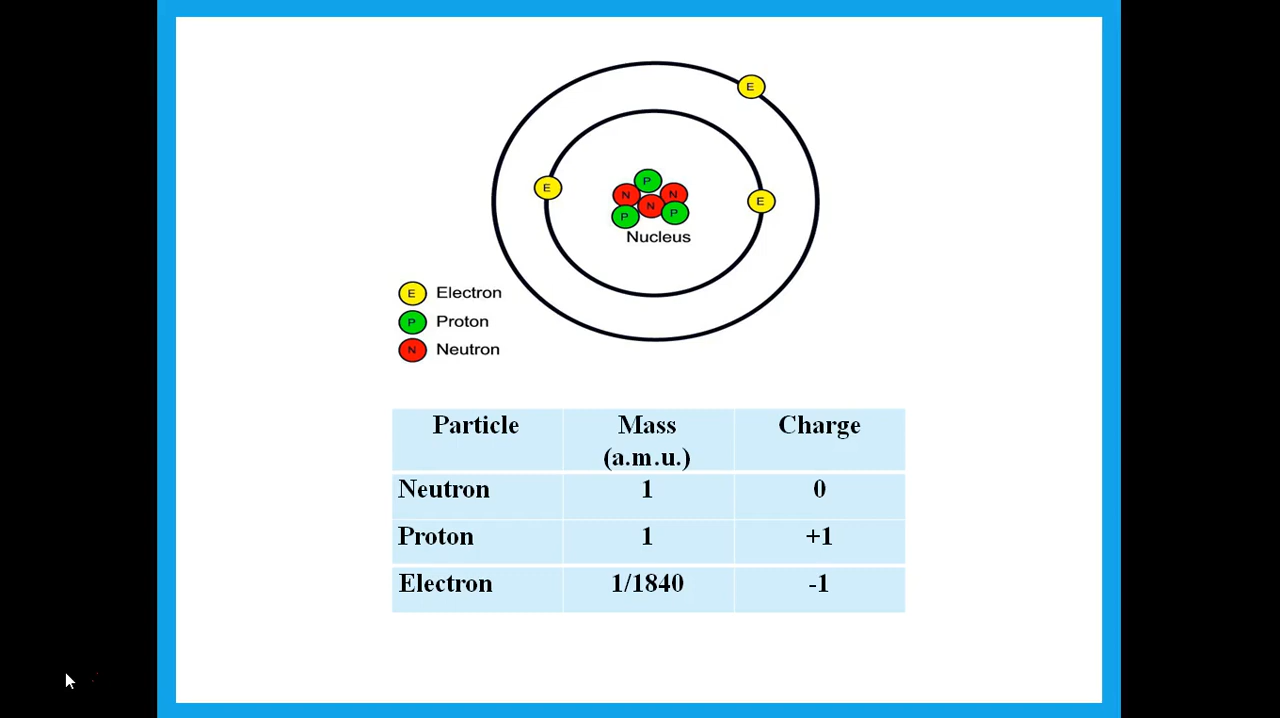 E
E
E
P
N
N
N
P
P
Nucleus
E Electron
P Proton
N Neutron
Particle Mass Charge
(a.m.u.)
Neutron 1 0
Proton 1 +1
Electron 1/1840 -1